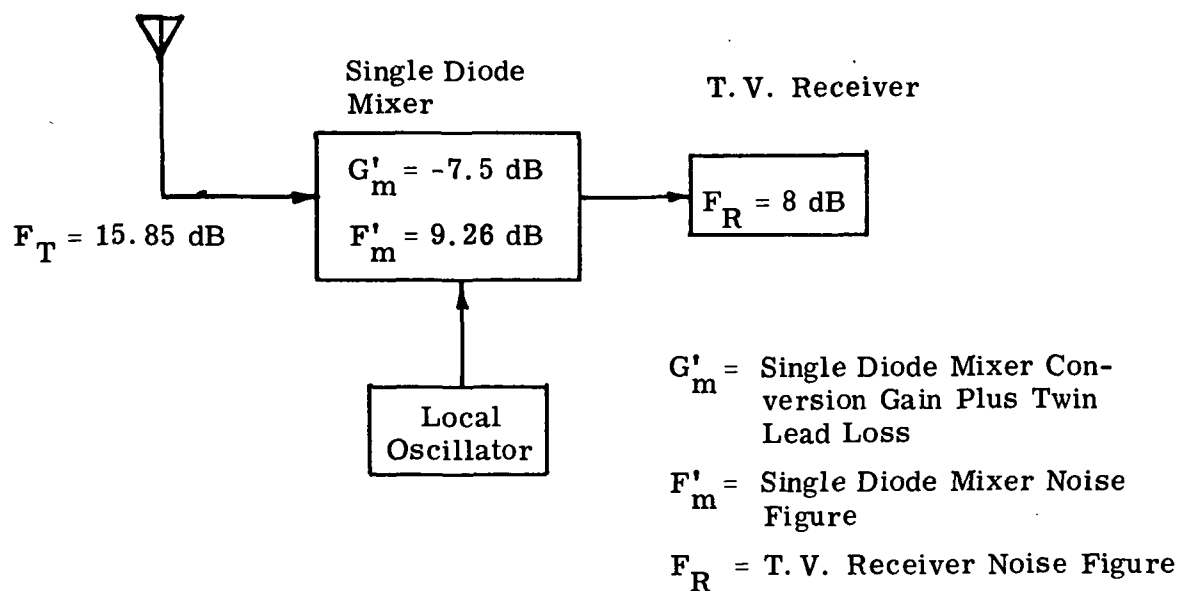 Single Diode
Mixer
T. V. Receiver
G'm = -7.5 dB
F'm = 9.26 dB
FR = 8 dB
FT = 15.85 dB
Local
Oscillator
G'm = Single Diode Mixer Con-
version Gain Plus Twin
Lead Loss
F'm = Single Diode Mixer Noise
Figure
FR = T. V. Receiver Noise Figure